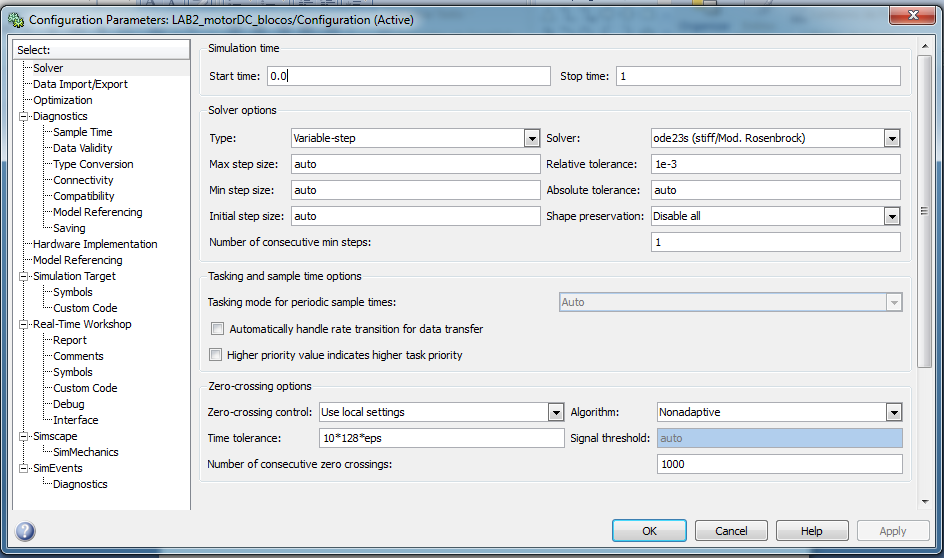 Configuration Parameters: LAB2_motorDC_blocos/Configuration (Active)
Select:
Solver
Data Import/Export
Optimization
Diagnostics
Sample Time
Data Validity
Type Conversion
Connectivity
Compatibility
Model Referencing
Saving
Hardware Implementation
Model Referencing
Simulation Target
Symbols
Custom Code
Real-Time Workshop
Report
Comments
Symbols
Custom Code
Debug
Interface
Simscape
SimMechanics
SimEvents
Diagnostics
Simulation time
Start time: 0.0 Stop time: 1
Solver options
Type: Variable-step Solver: ode23s (stiff/Mod. Rosenbrock)
Max step size: auto Relative tolerance: 1e-3
Min step size: auto Absolute tolerance: auto
Initial step size: auto Shape preservation: Disable all
Number of consecutive min steps: 1
Tasking and sample time options
Tasking mode for periodic sample times: Auto
Automatically handle rate transition for data transfer
Higher priority value indicates higher task priority
Zero-crossing options
Zero-crossing control: Use local settings Algorithm: Nonadaptive
Time tolerance: 10*128*eps Signal threshold: auto
Number of consecutive zero crossings: 1000
OK Cancel Help Apply